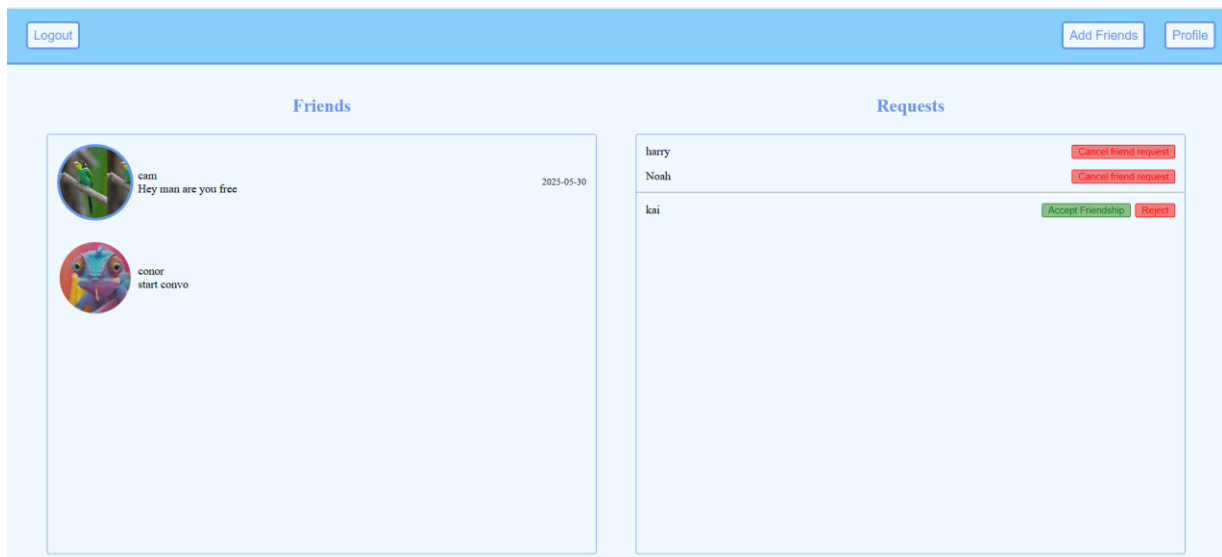 Logout
Add Friends
Profile
Friends
cam
Hey man are you free
2025-05-30
conor
start convo
Requests
harry
Cancel friend request
Noah
Cancel friend request
kai
Accept Friendship
Reject